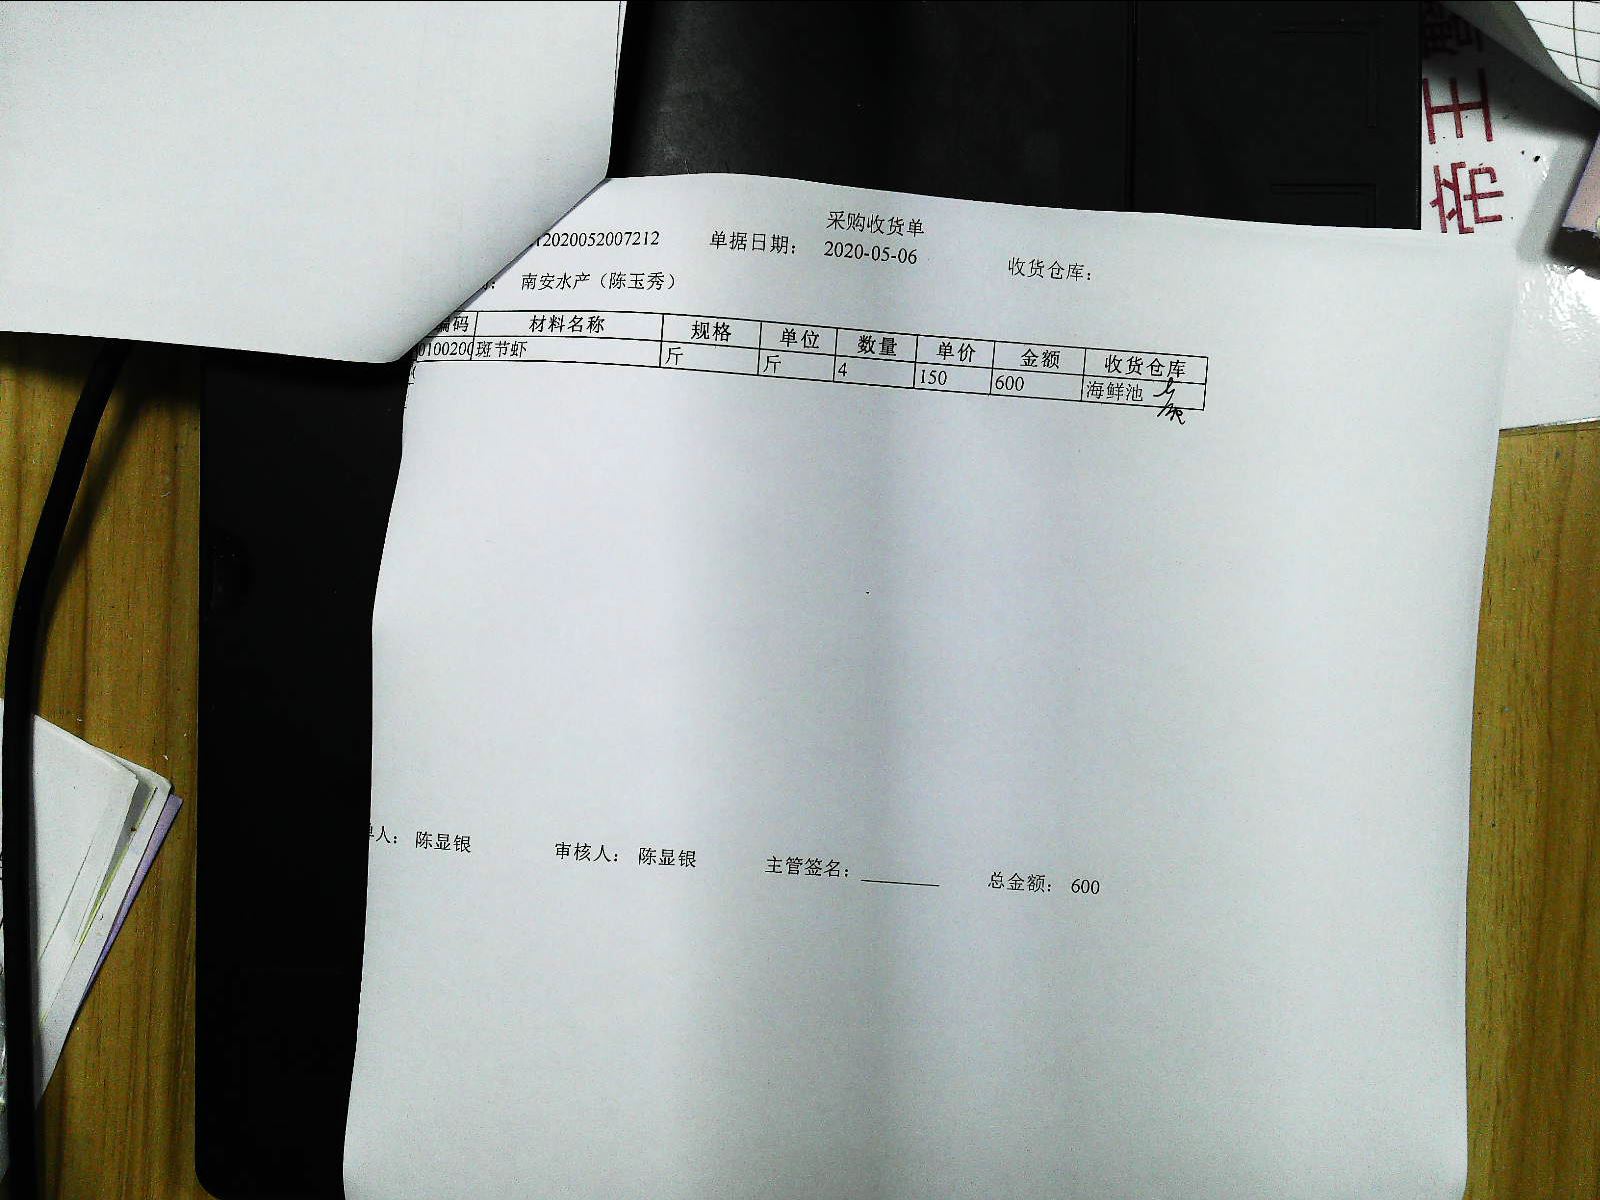 采购收货单
12020052007212 单据日期： 2020-05-06 收货仓库：
南安水产（陈玉秀）
编码 材料名称 规格 单位 数量 单价 金额 收货仓库
0100200 斑节虾 斤 斤 4 150 600 海鲜池
单人： 陈显银 审核人： 陈显银 主管签名： 总金额： 600
帝王